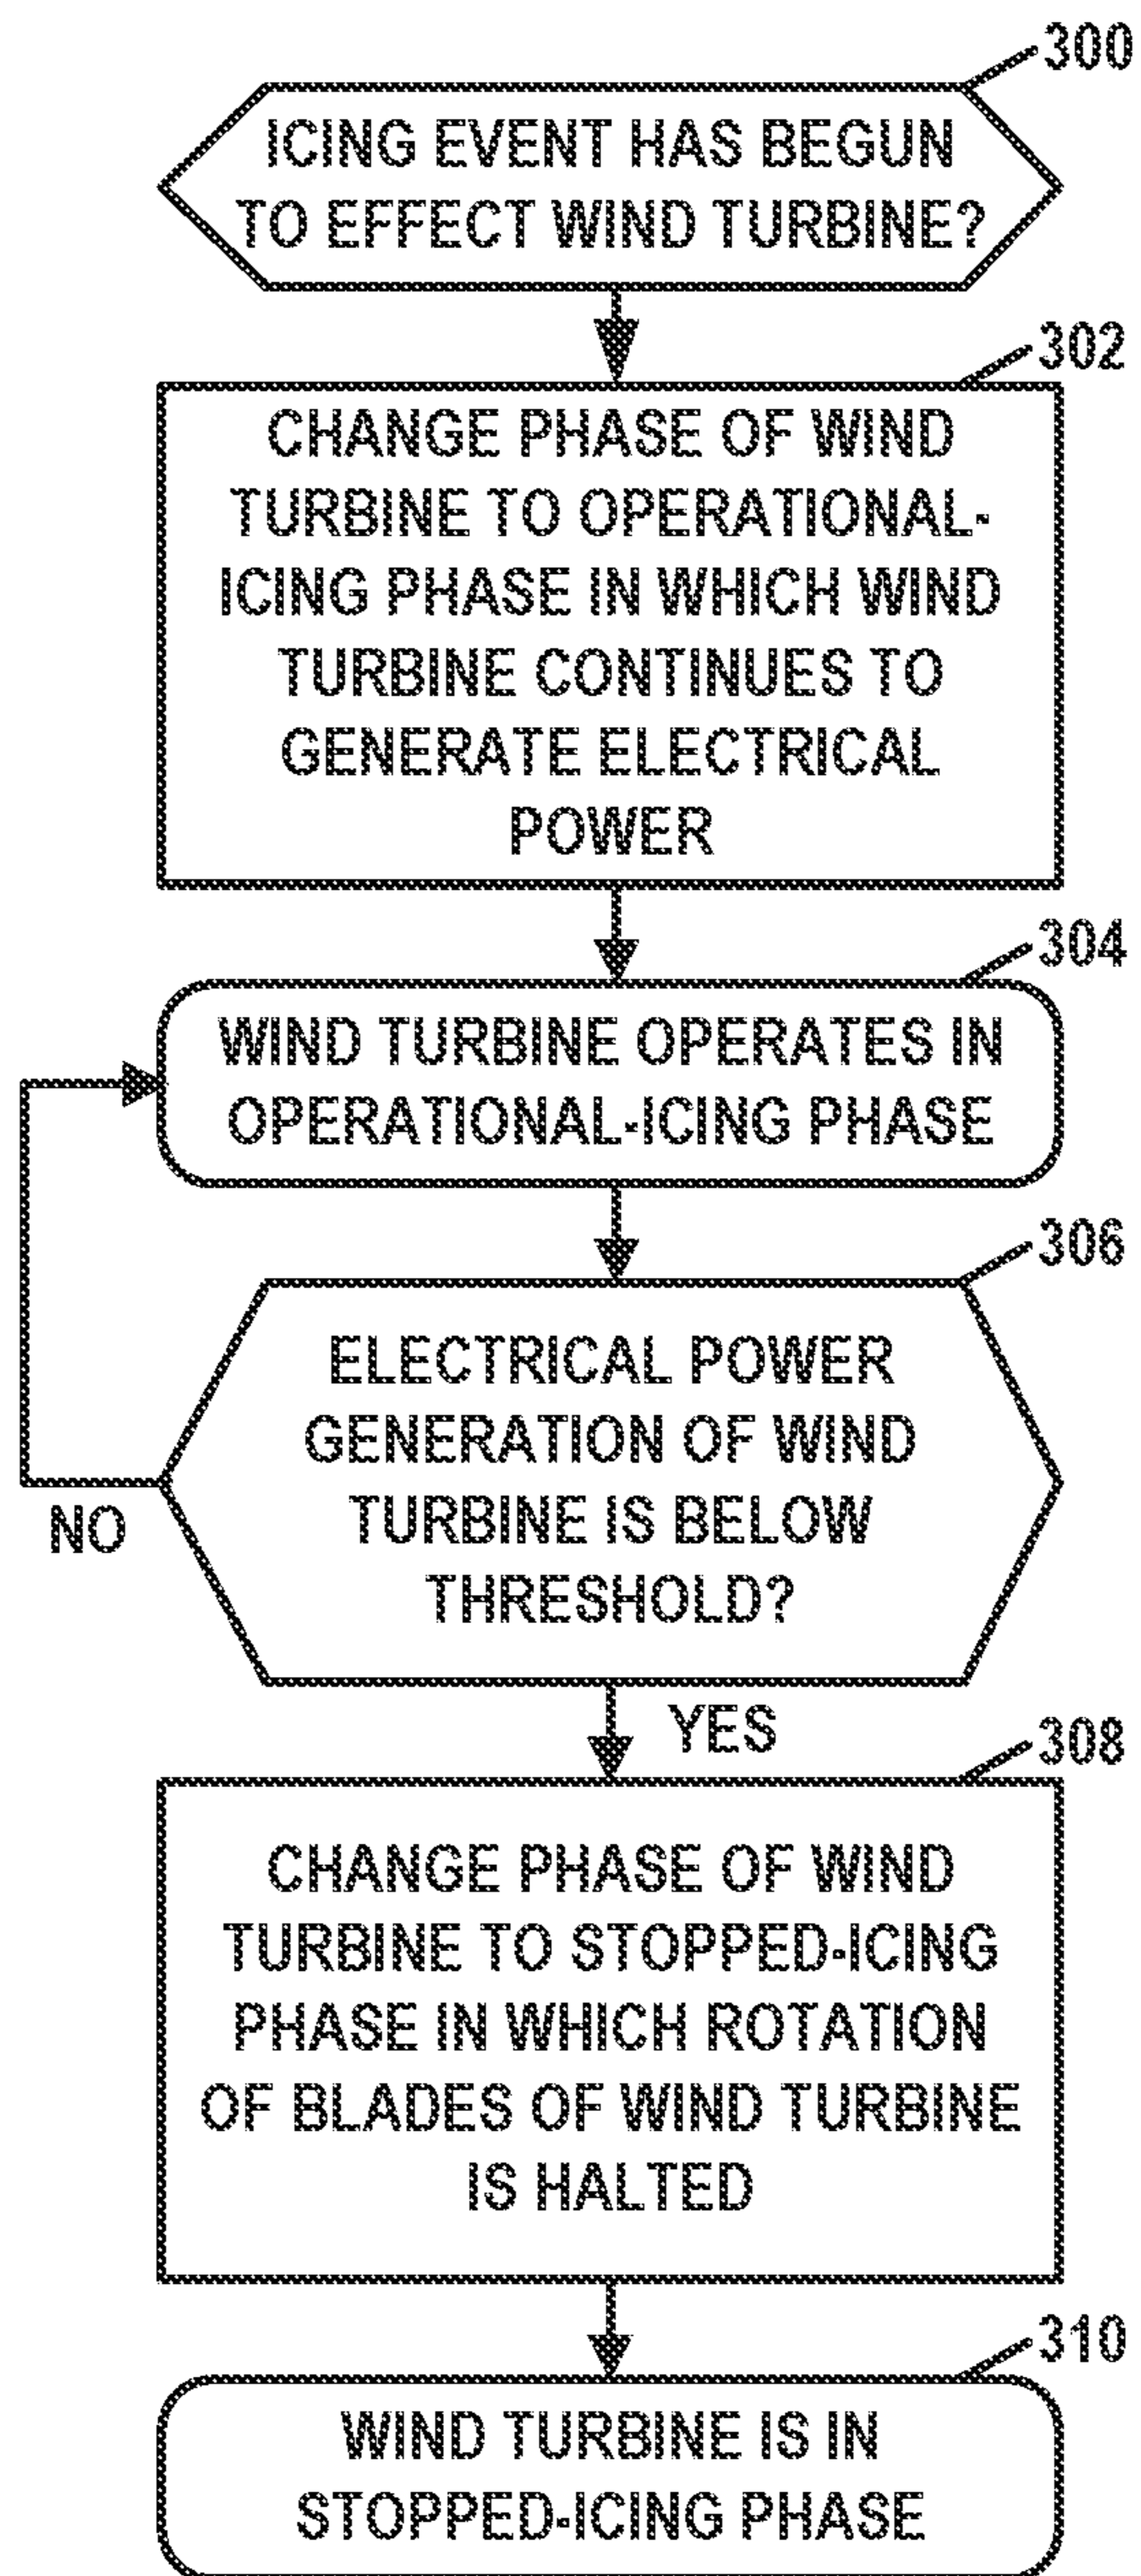 300
ICING EVENT HAS BEGUN
TO EFFECT WIND TURBINE?
302
CHANGE PHASE OF WIND
TURBINE TO OPERATIONAL-
ICING PHASE IN WHICH WIND
TURBINE CONTINUES TO
GENERATE ELECTRICAL
POWER
304
WIND TURBINE OPERATES IN
OPERATIONAL-ICING PHASE
306
ELECTRICAL POWER
GENERATION OF WIND
TURBINE IS BELOW
THRESHOLD?
NO
YES
308
CHANGE PHASE OF WIND
TURBINE TO STOPPED-ICING
PHASE IN WHICH ROTATION
OF BLADES OF WIND TURBINE
IS HALTED
310
WIND TURBINE IS IN
STOPPED-ICING PHASE